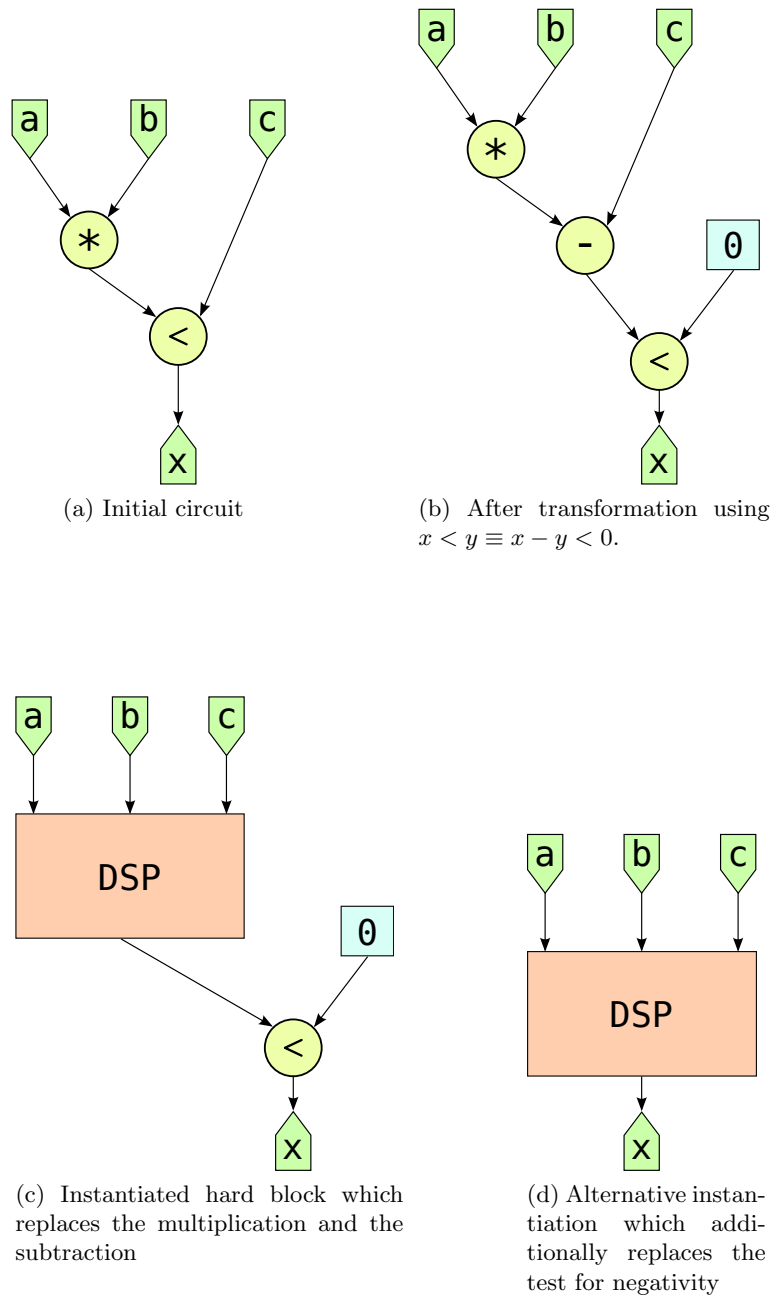 a b c
*
<
x
(a) Initial circuit
a b c
*
-
0
<
x
(b) After transformation using
x < y ≡ x − y < 0.
a b c
DSP
0
<
x
(c) Instantiated hard block which
replaces the multiplication and the
subtraction
a b c
DSP
x
(d) Alternative instan-
tiation which addi-
tionally replaces the
test for negativity